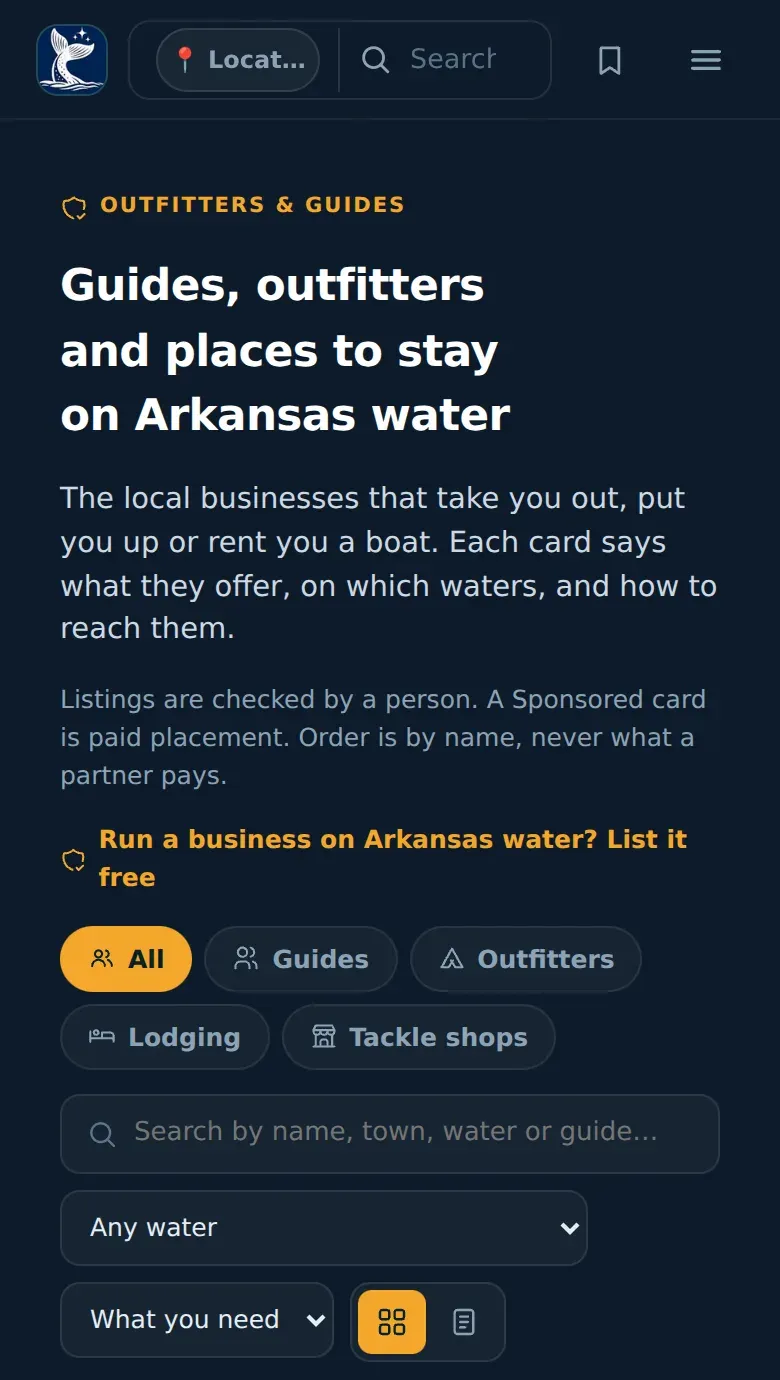 Locat...
Search
OUTFITTERS & GUIDES
Guides, outfitters
and places to stay
on Arkansas water
The local businesses that take you out, put
you up or rent you a boat. Each card says
what they offer, on which waters, and how to
reach them.
Listings are checked by a person. A Sponsored card
is paid placement. Order is by name, never what a
partner pays.
Run a business on Arkansas water? List it
free
All
Guides
Outfitters
Lodging
Tackle shops
Search by name, town, water or guide...
Any water
What you need